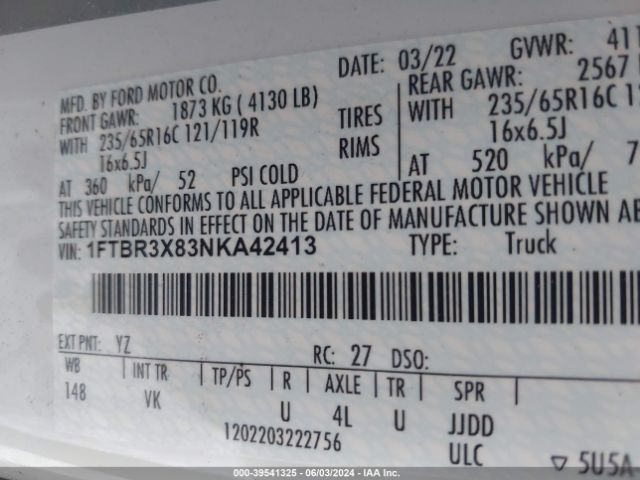 MFD. BY FORD MOTOR CO.
DATE: 03/22 GVWR: 411
FRONT GAWR: 1873 KG ( 4130 LB)
REAR GAWR: 2567
WITH 235/65R16C 121/119R TIRES
WITH 235/65R16C
16x6.5J RIMS
16x6.5J
AT 360 kPa/ 52 PSI COLD
AT 520 kPa/ 7
THIS VEHICLE CONFORMS TO ALL APPLICABLE FEDERAL MOTOR VEHICLE
SAFETY STANDARDS IN EFFECT ON THE DATE OF MANUFACTURE SHOWN
VIN: 1FTBR3X83NKA42413 TYPE: Truck
EXT PNT: YZ RC: 27 DSO:
WB INT TR TP/PS R AXLE TR SPR
148 VK U 4L U JJDD
1202203222756 ULC
▽ 5U5A
000-39541325 | 06/03/2024 | IAA Inc.